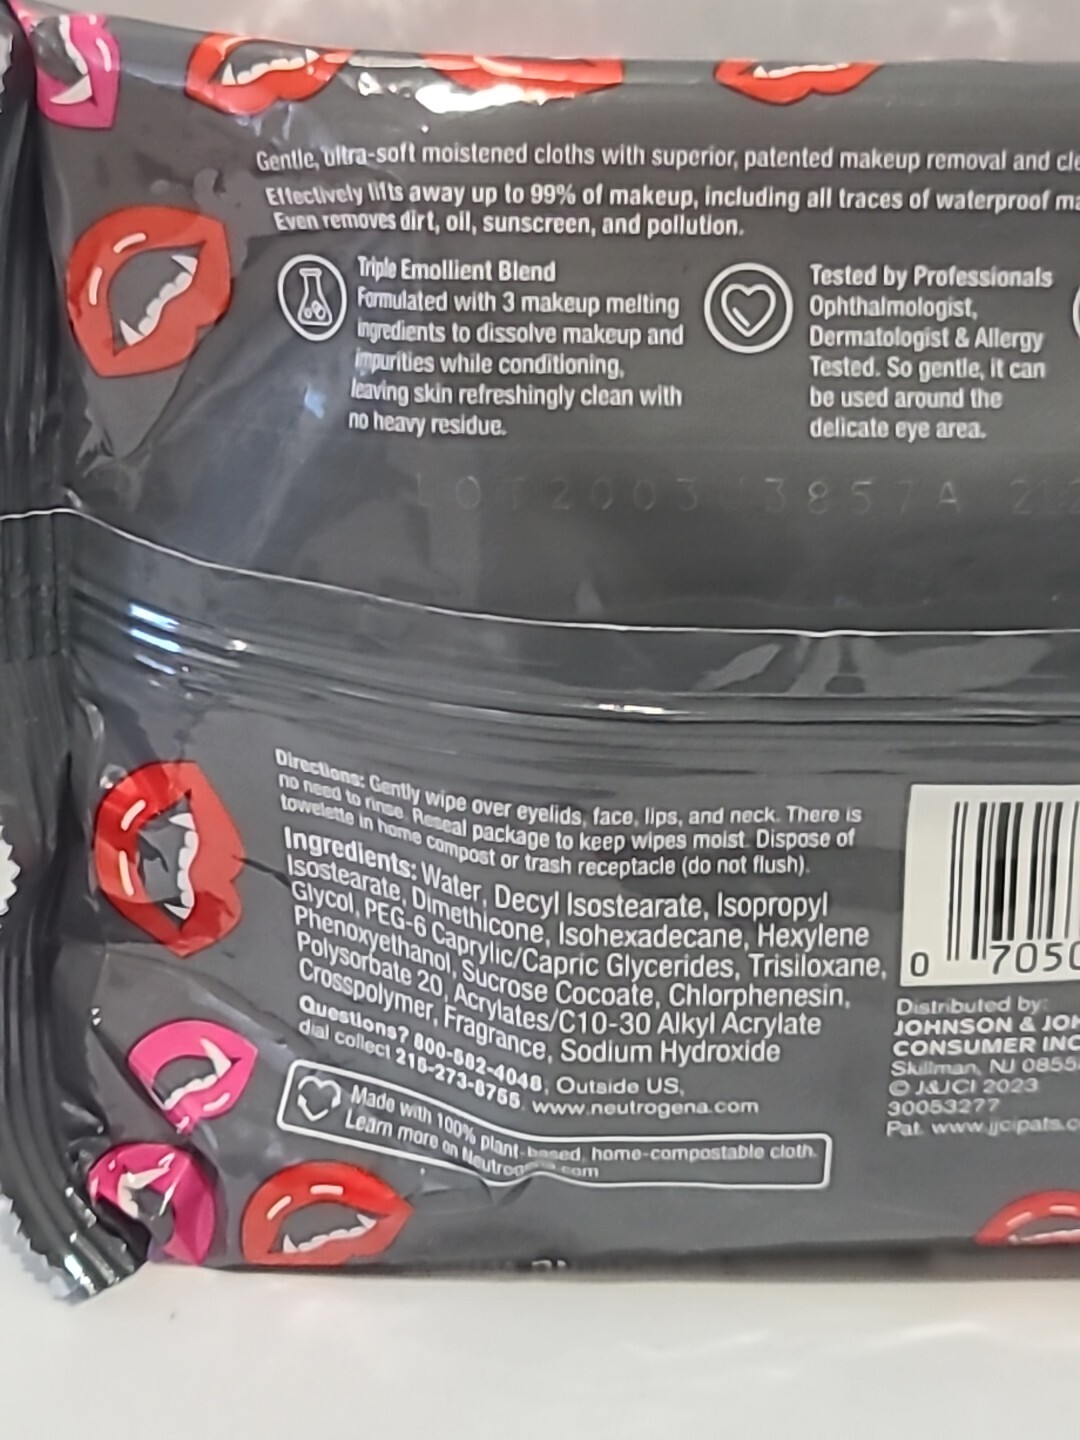 Gentle, ultra-soft moistened cloths with superior, patented makeup removal and cle
Effectively lifts away up to 99% of makeup, including all traces of waterproof ma
Even removes dirt, oil, sunscreen, and pollution.
Triple Emollient Blend
Formulated with 3 makeup melting
ingredients to dissolve makeup and
impurities while conditioning,
leaving skin refreshingly clean with
no heavy residue.
Tested by Professionals
Ophthalmologist,
Dermatologist & Allergy
Tested. So gentle, it can
be used around the
delicate eye area.
LOT
Directions: Gently wipe over eyelids, face, lips, and neck. There is
no need to rinse. Reseal package to keep wipes moist. Dispose of
towelette in home compost or trash receptacle (do not flush).
Ingredients: Water, Decyl Isostearate, Isopropyl
Isostearate, Dimethicone, Isohexadecane, Hexylene
Glycol, PEG-6 Caprylic/Capric Glycerides, Trisiloxane,
Phenoxyethanol, Sucrose Cocoate, Chlorphenesin,
Polysorbate 20, Acrylates/C10-30 Alkyl Acrylate
Crosspolymer, Fragrance, Sodium Hydroxide
Questions? 800-582-4048, Outside US,
dial collect 215-273-8755. www.neutrogena.com
Made with 100% plant-based, home-compostable cloth.
Learn more on Neutrogena.com
0 7050
Distributed by:
JOHNSON & JOH
CONSUMER INC
Skillman, NJ 0855
© J&JCI 2023
30053277
Pat. www.jjcipats.c